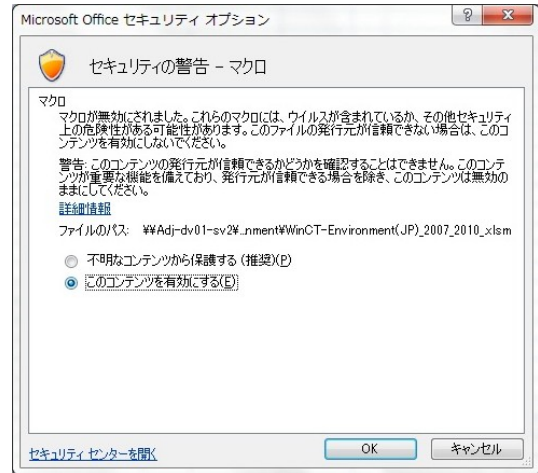 Microsoft Office セキュリティ オプション
セキュリティの警告 - マクロ
マクロ
マクロが無効にされました。これらのマクロには、ウイルスが含まれているか、その他セキュリティ
上の危険性がある可能性があります。このファイルの発行元が信頼できない場合は、このコ
ンテンツを有効にしないでください。
警告: このコンテンツの発行元が信頼できるかどうかを確認することはできません。このコンテ
ンツが重要な機能を備えており、発行元が信頼できる場合を除き、このコンテンツは無効の
ままにしてください。
詳細情報
ファイルのパス: ¥¥Adj-dv01-sv2¥..nment¥WinCT-Environment(JP)_2007_2010_xlsm
不明なコンテンツから保護する (推奨)(P)
このコンテンツを有効にする(E)
セキュリティ センターを開く
OK
キャンセル